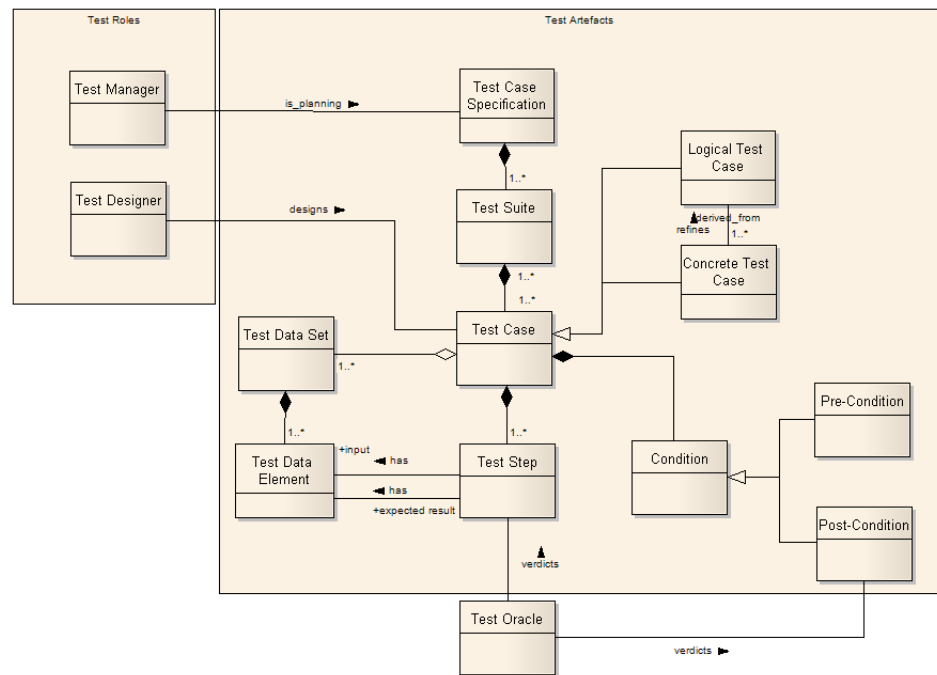 Test Roles
Test Artefacts
Test Manager
is_planning
Test Case
Specification
1..*
Logical Test
Case
Test Designer
designs
Test Suite
derived_from
refines
1..*
1..*
1..*
Concrete Test
Case
Test Data Set
1..*
Test Case
1..*
1..*
Pre-Condition
+input
has
Test Data
Element
has
+expected result
Test Step
Condition
Post-Condition
verdicts
Test Oracle
verdicts